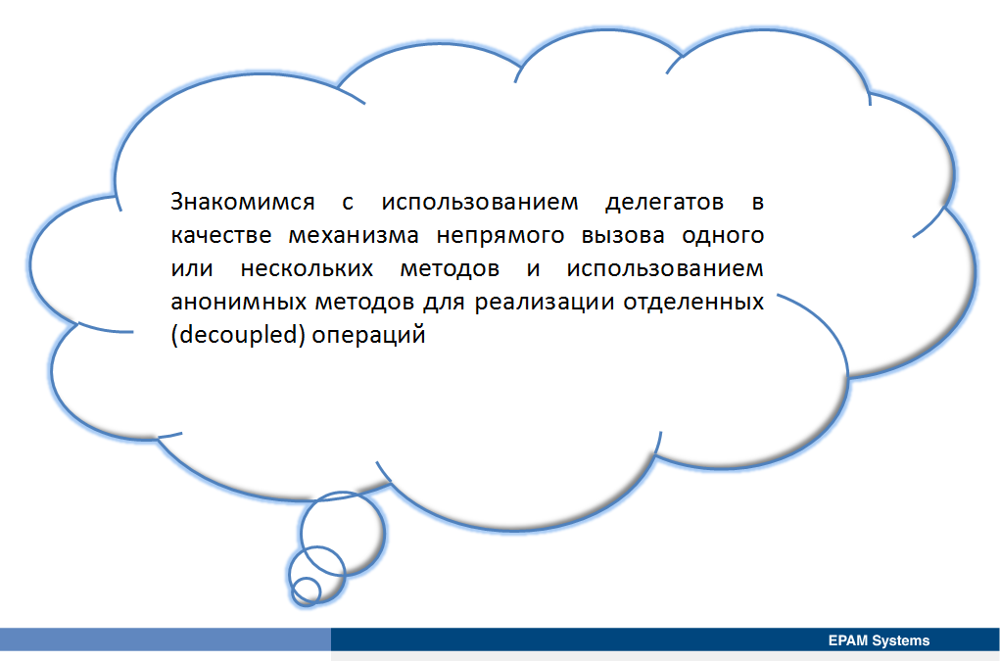 Знакомимся с использованием делегатов в
качестве механизма непрямого вызова одного
или нескольких методов и использованием
анонимных методов для реализации отделенных
(decoupled) операций
EPAM Systems